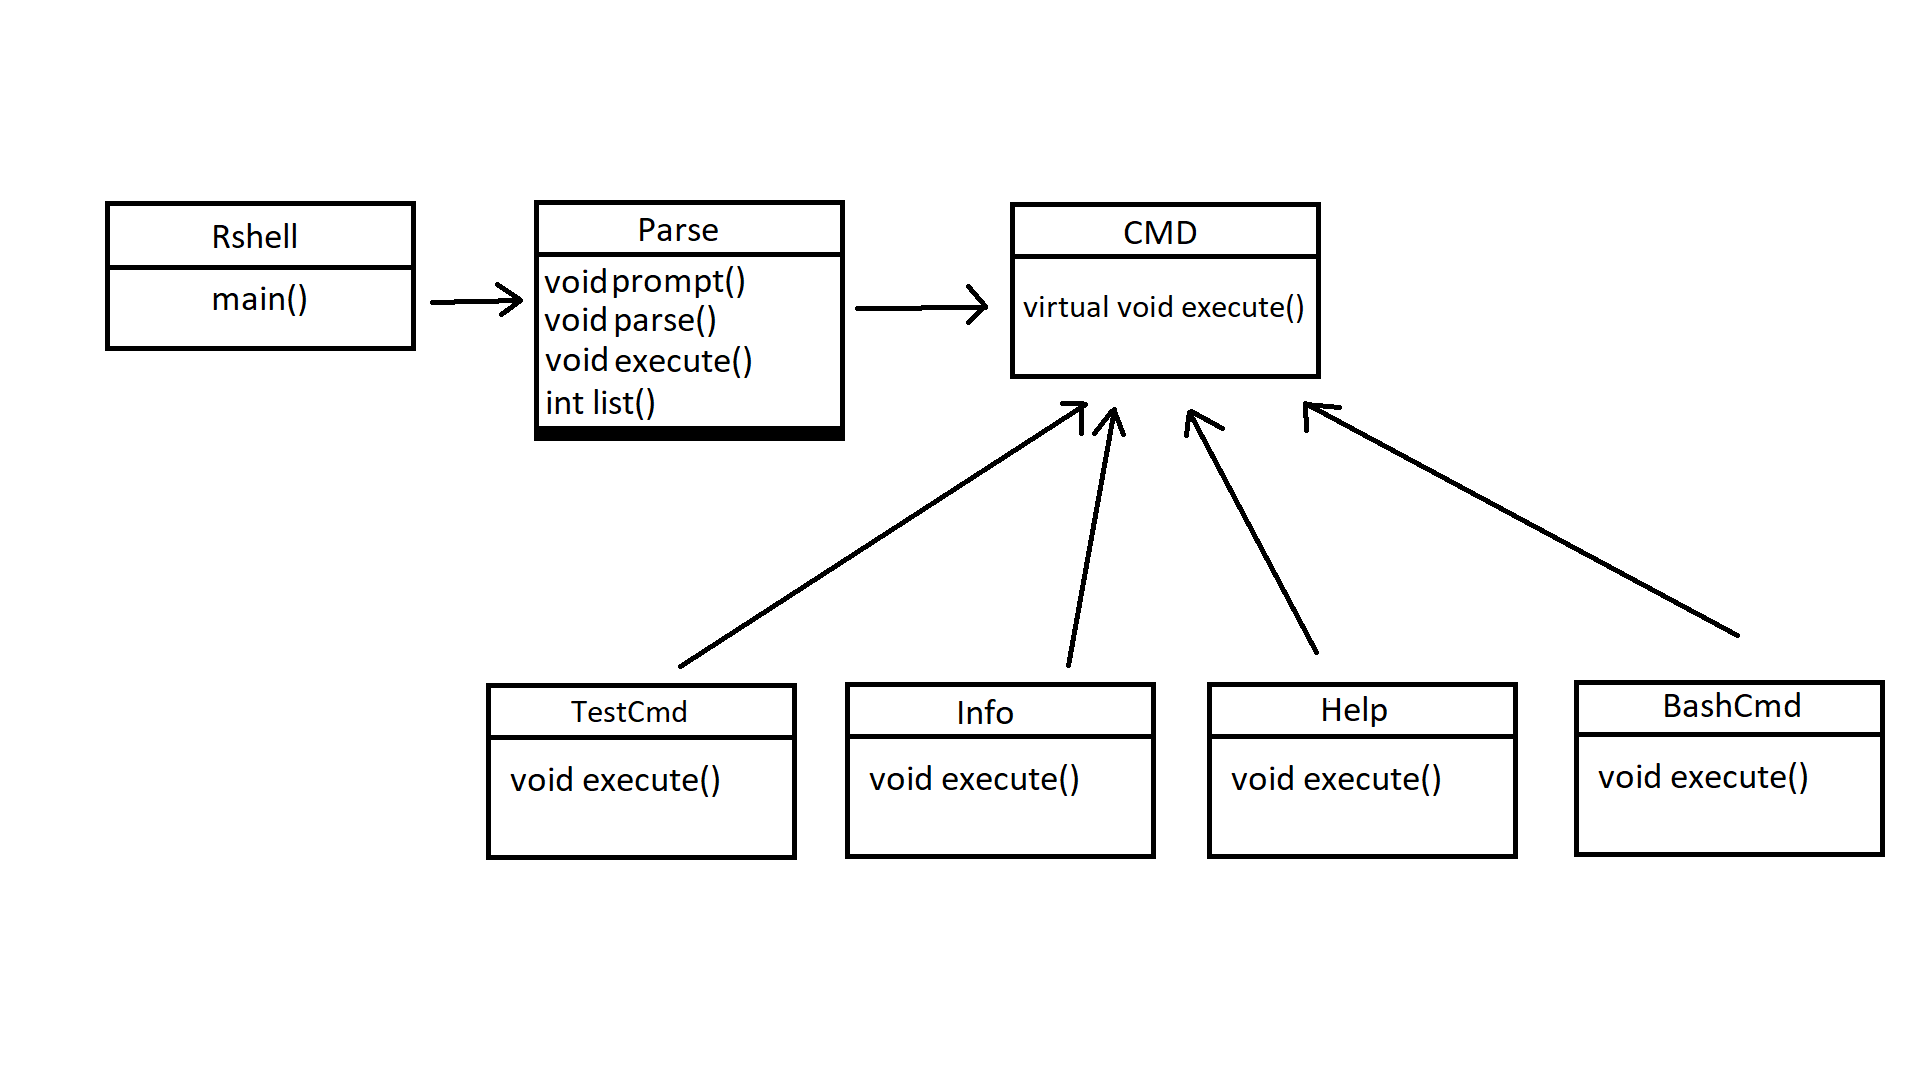 Rshell
main()
Parse
void prompt()
void parse()
void execute()
int list()
CMD
virtual void execute()
TestCmd
void execute()
Info
void execute()
Help
void execute()
BashCmd
void execute()